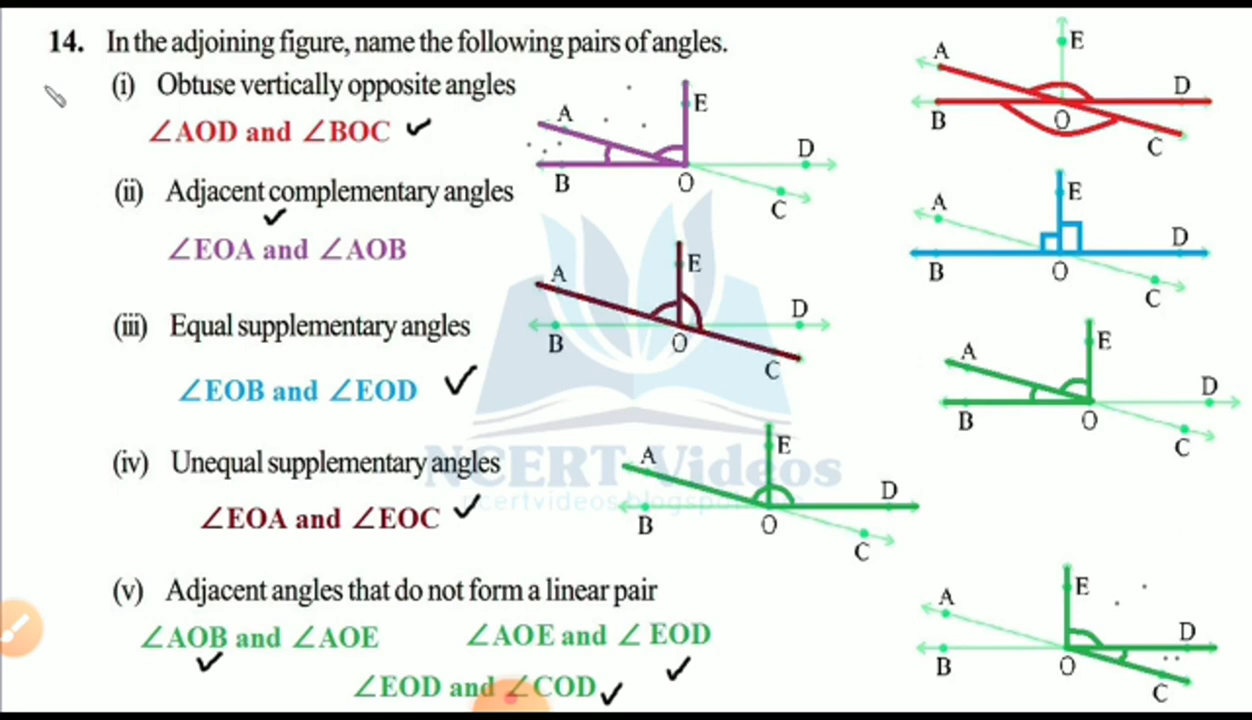 14. In the adjoining figure, name the following pairs of angles.
(i) Obtuse vertically opposite angles
∠AOD and ∠BOC ✓
(ii) Adjacent complementary angles
∠EOA and ∠AOB
(iii) Equal supplementary angles
∠EOB and ∠EOD ✓
(iv) Unequal supplementary angles
∠EOA and ∠EOC ✓
(v) Adjacent angles that do not form a linear pair
∠AOB and ∠AOE
∠AOE and ∠ EOD
∠EOD and ∠COD ✓
A E D B O C
A E D B O C
A E D B O C
A E D B O C
A E D B O C
A E D B O C
A E D B O C
NCERT Videos
ncertvideos.blogspo